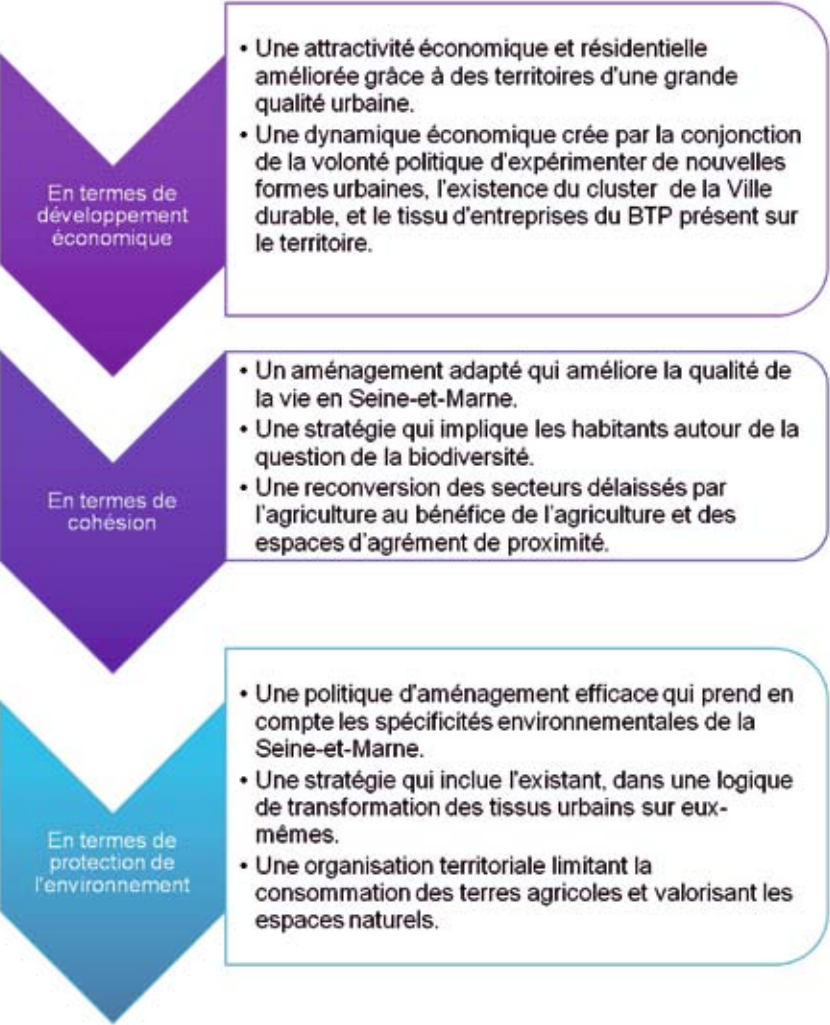 En termes de
développement
économique
• Une attractivité économique et résidentielle
améliorée grâce à des territoires d'une grande
qualité urbaine.
• Une dynamique économique crée par la conjonction
de la volonté politique d'expérimenter de nouvelles
formes urbaines, l'existence du cluster de la Ville
durable, et le tissu d'entreprises du BTP présent sur
le territoire.
En termes de
cohésion
• Un aménagement adapté qui améliore la qualité de
la vie en Seine-et-Marne.
• Une stratégie qui implique les habitants autour de la
question de la biodiversité.
• Une reconversion des secteurs délaissés par
l'agriculture au bénéfice de l'agriculture et des
espaces d'agrément de proximité.
En termes de
protection de
l'environnement
• Une politique d'aménagement efficace qui prend en
compte les spécificités environnementales de la
Seine-et-Marne.
• Une stratégie qui inclue l'existant, dans une logique
de transformation des tissus urbains sur eux-
mêmes.
• Une organisation territoriale limitant la
consommation des terres agricoles et valorisant les
espaces naturels.